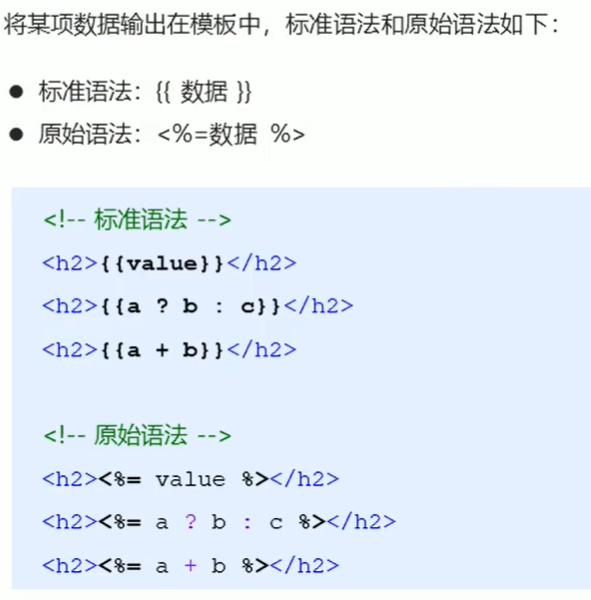 将某项数据输出在模板中，标准语法和原始语法如下：
● 标准语法：{{ 数据 }}
● 原始语法：<%=数据 %>
<!-- 标准语法 -->
<h2>{{value}}</h2>
<h2>{{a ? b : c}}</h2>
<h2>{{a + b}}</h2>
<!-- 原始语法 -->
<h2><%= value %></h2>
<h2><%= a ? b : c %></h2>
<h2><%= a + b %></h2>